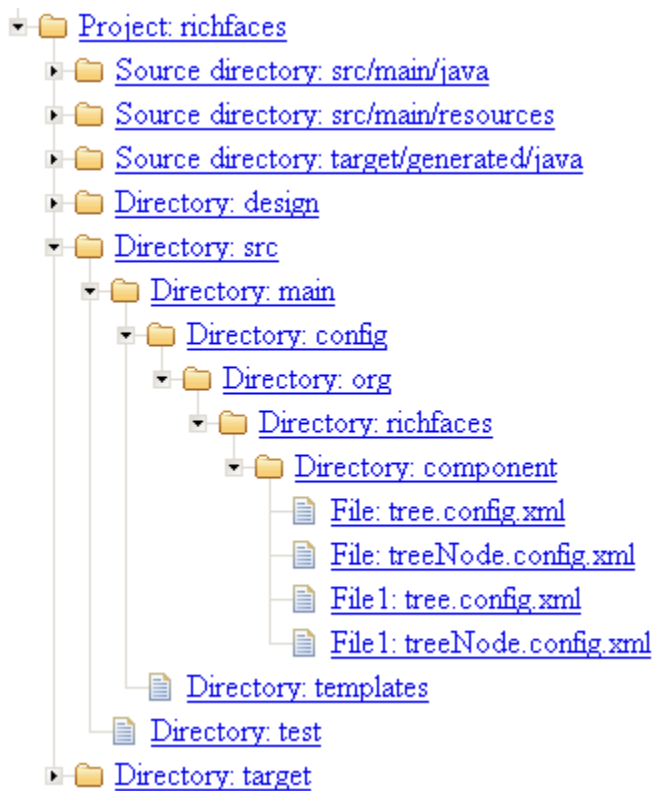 Project: richfaces
Source directory: src/main/java
Source directory: src/main/resources
Source directory: target/generated/java
Directory: design
Directory: src
Directory: main
Directory: config
Directory: org
Directory: richfaces
Directory: component
File: tree.config.xml
File: treeNode.config.xml
File1: tree.config.xml
File1: treeNode.config.xml
Directory: templates
Directory: test
Directory: target